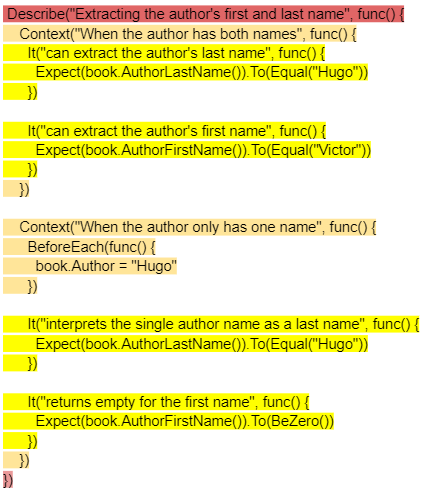 Describe("Extracting the author's first and last name", func() {
Context("When the author has both names", func() {
It("can extract the author's last name", func() {
Expect(book.AuthorLastName()).To(Equal("Hugo"))
})
It("can extract the author's first name", func() {
Expect(book.AuthorFirstName()).To(Equal("Victor"))
})
})
Context("When the author only has one name", func() {
BeforeEach(func() {
book.Author = "Hugo"
})
It("interprets the single author name as a last name", func() {
Expect(book.AuthorLastName()).To(Equal("Hugo"))
})
It("returns empty for the first name", func() {
Expect(book.AuthorFirstName()).To(BeZero())
})
})
})